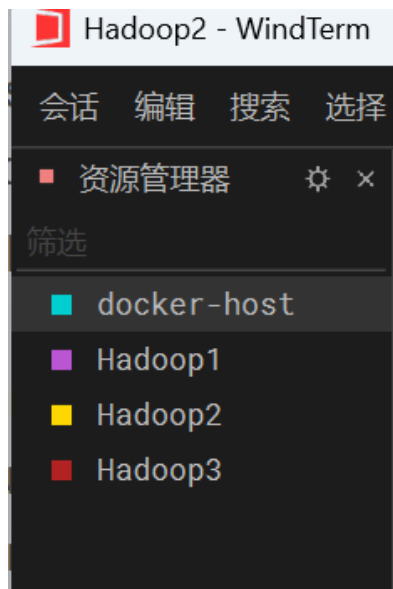 Hadoop2 - WindTerm
会话 编辑 搜索 选择
资源管理器
筛选
docker-host
Hadoop1
Hadoop2
Hadoop3